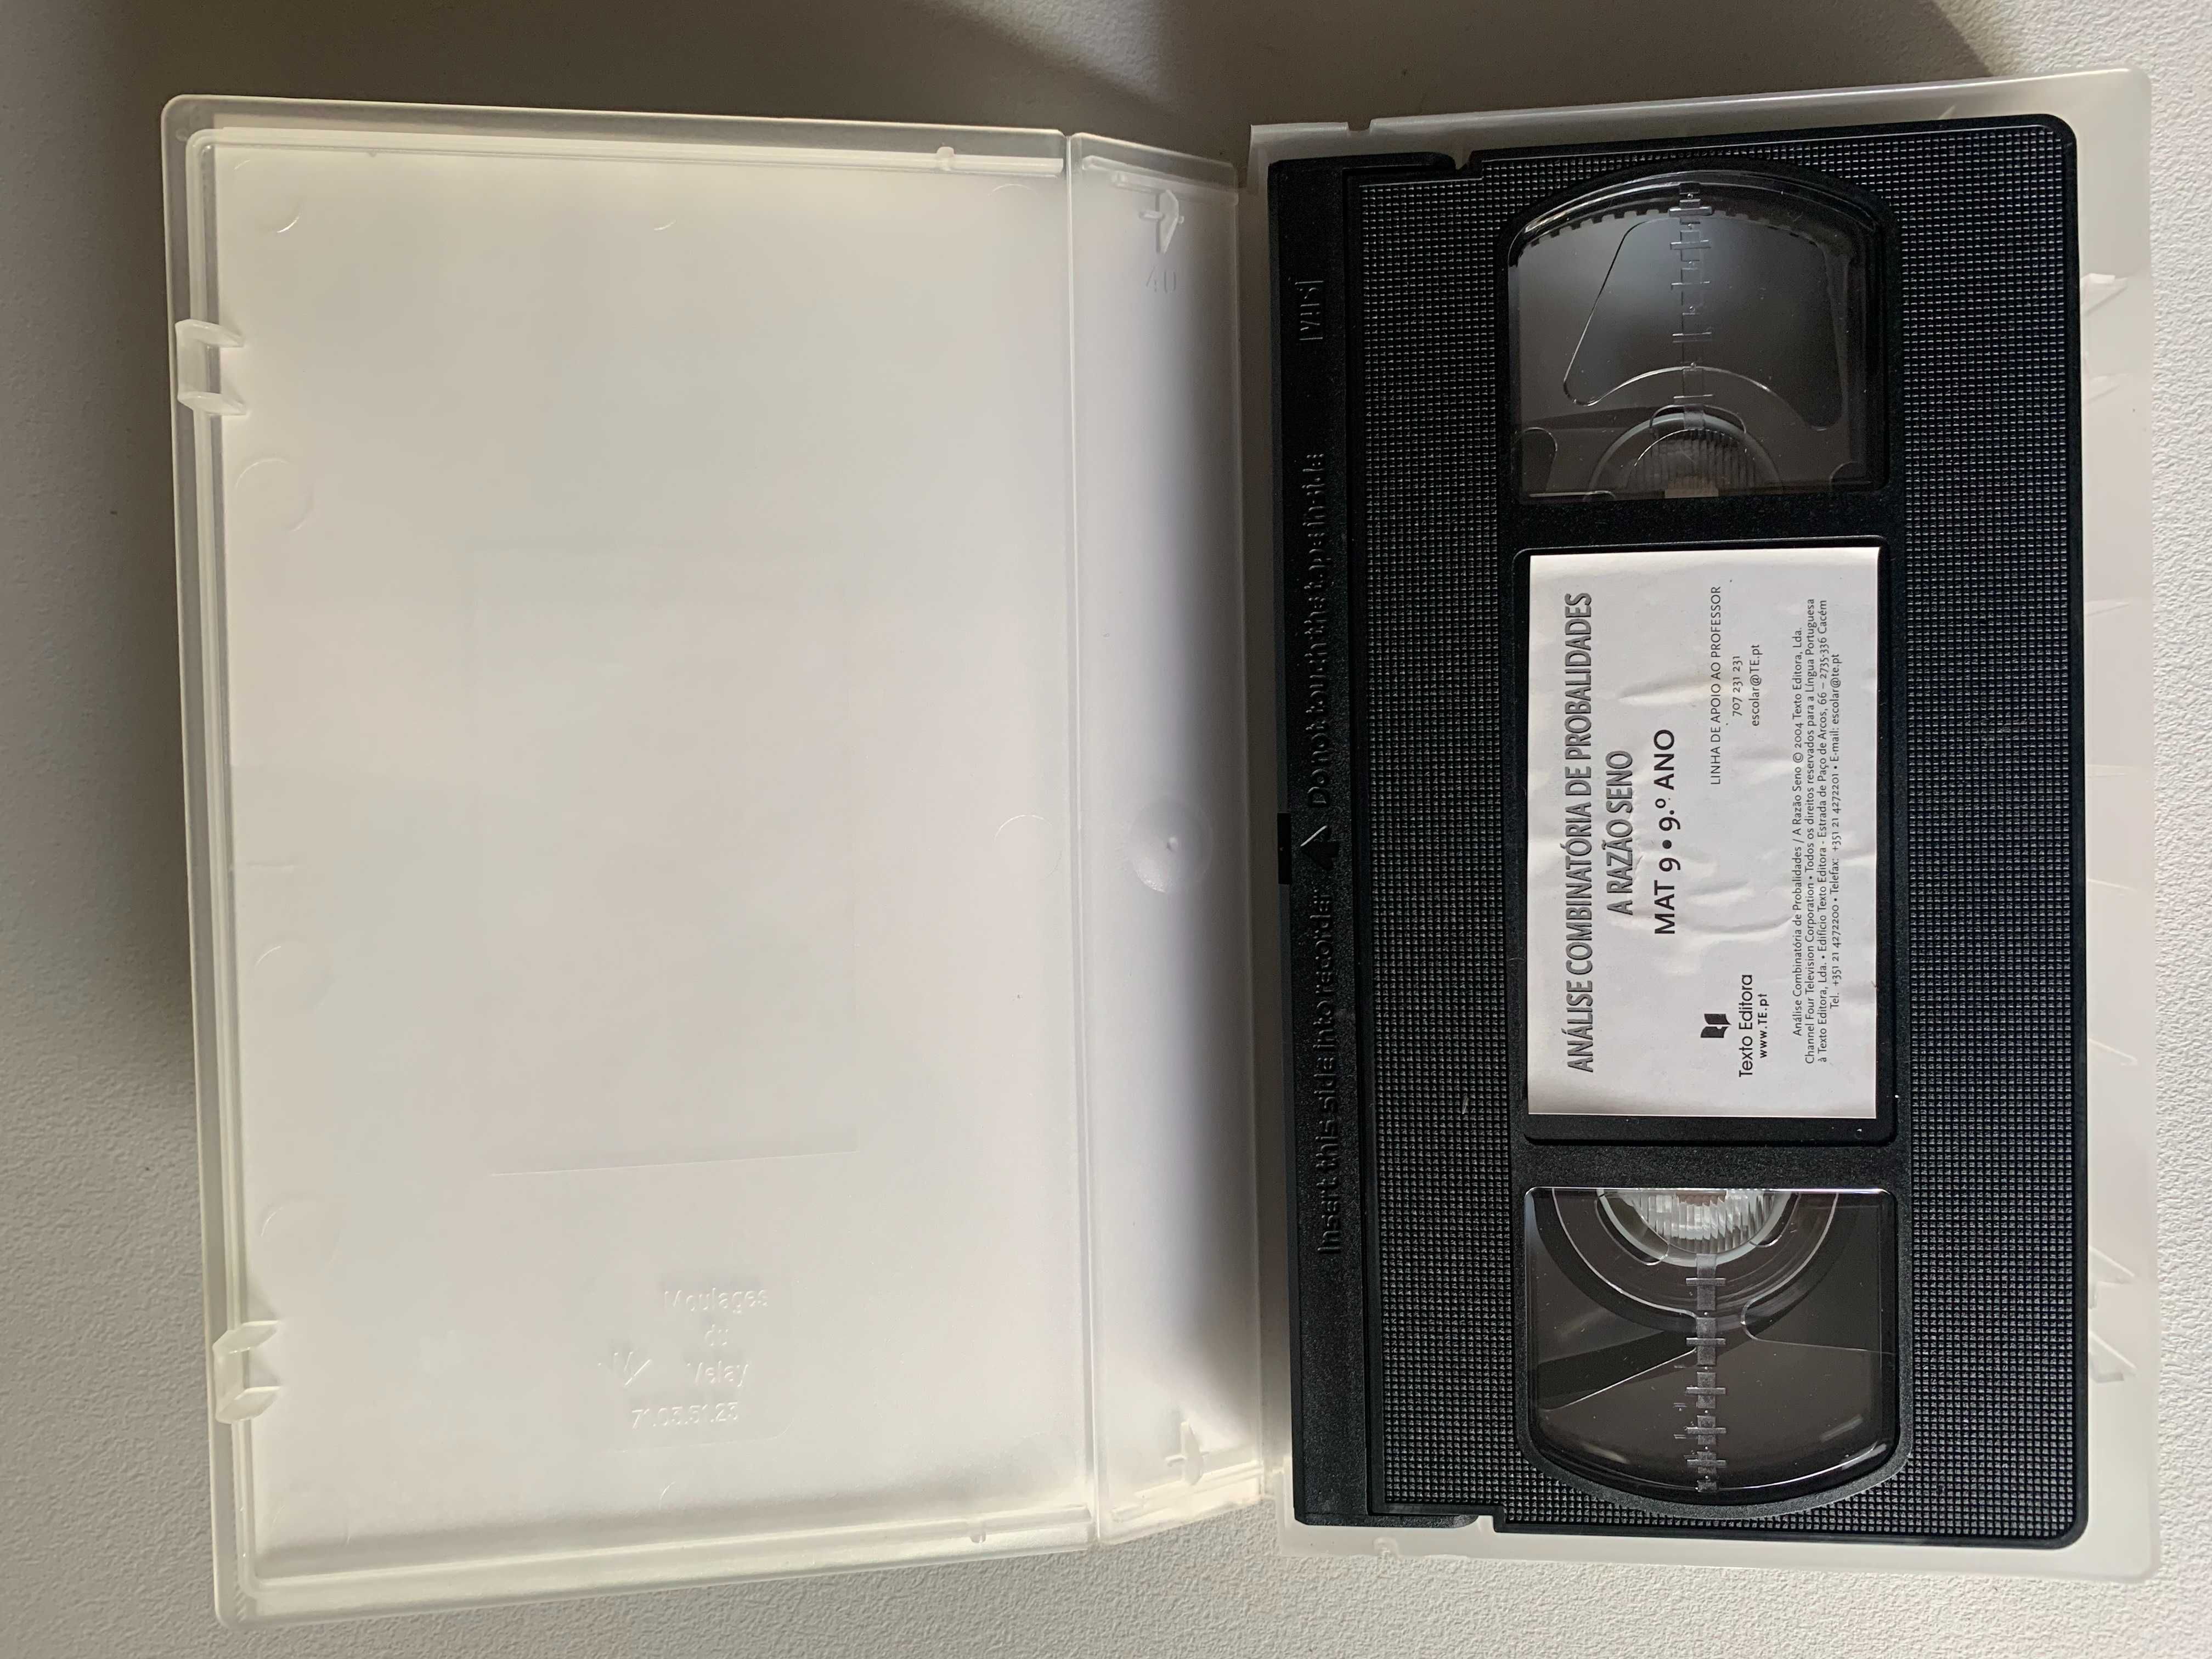 Moulages
du
Velay
71.03.51.23
VHS
Insert this side into recorder Do not touch the tape inside
ANÁLISE COMBINATÓRIA DE PROBALIDADES
A RAZÃO SENO
MAT 9 • 9.º ANO
Texto Editora
www.TE.pt
LINHA DE APOIO AO PROFESSOR
707 231 231
escolar@TE.pt
Análise Combinatória de Probalidades / A Razão Seno © 2004 Texto Editora, Lda.
Channel Four Television Corporation • Todos os direitos reservados para a Língua Portuguesa
à Texto Editora, Lda. • Edifício Texto Editora - Estrada de Paço de Arcos, 66 – 2735-336 Cacém
Tel. +351 21 4272200 • Telefax: +351 21 4272201 • E-mail: escolar@te.pt